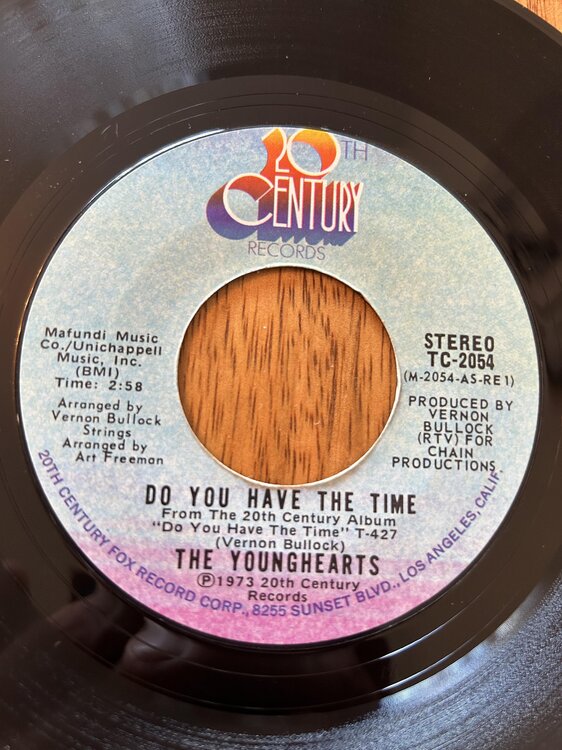 20TH
CENTURY
RECORDS
Mafundi Music
Co./Unichappell
Music, Inc.
(BMI)
Time: 2:58
Arranged by
Vernon Bullock
Strings
Arranged by
Art Freeman
STEREO
TC-2054
(M-2054-AS-RE1)
PRODUCED BY
VERNON
BULLOCK
(RTV) FOR
CHAIN
PRODUCTIONS
DO YOU HAVE THE TIME
From The 20th Century Album
"Do You Have The Time" T-427
(Vernon Bullock)
THE YOUNGHEARTS
Ⓟ1973 20th Century
Records
20TH CENTURY FOX RECORD CORP., 8255 SUNSET BLVD., LOS ANGELES, CALIF.